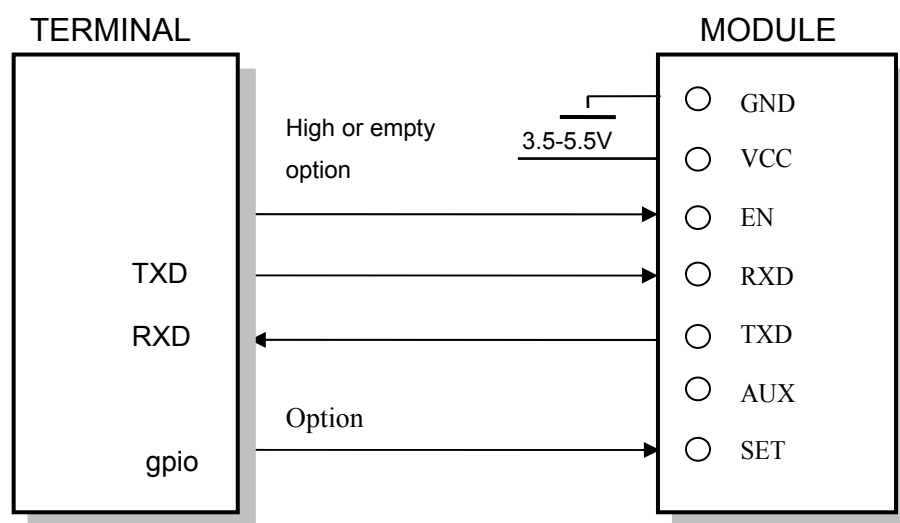 TERMINAL
MODULE
GND
High or empty
option
3.5-5.5V
VCC
EN
TXD
RXD
RXD
TXD
AUX
Option
gpio
SET